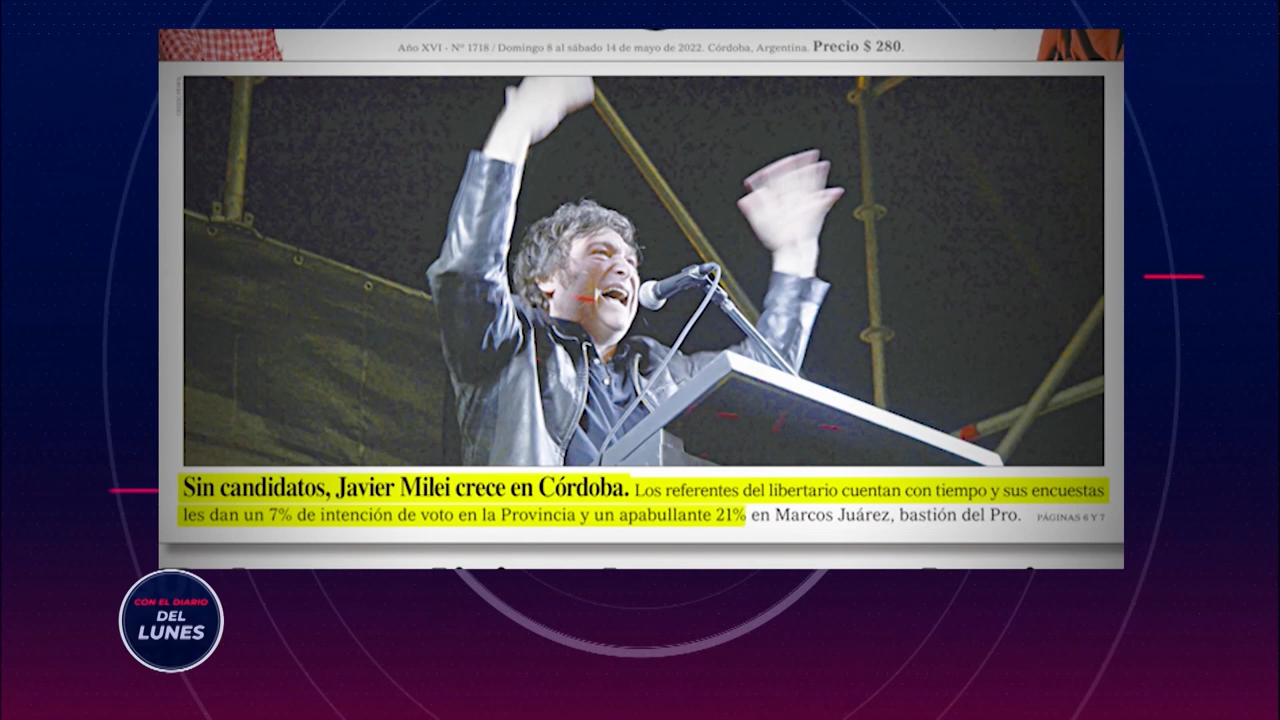 Año XVI - Nº 1718 / Domingo 8 al sábado 14 de mayo de 2022. Córdoba, Argentina. Precio $ 280.
Sin candidatos, Javier Milei crece en Córdoba. Los referentes del libertario cuentan con tiempo y sus encuestas
les dan un 7% de intención de voto en la Provincia y un apabullante 21% en Marcos Juárez, bastión del Pro. PÁGINAS 6 Y 7
CON EL DIARIO
DEL
LUNES